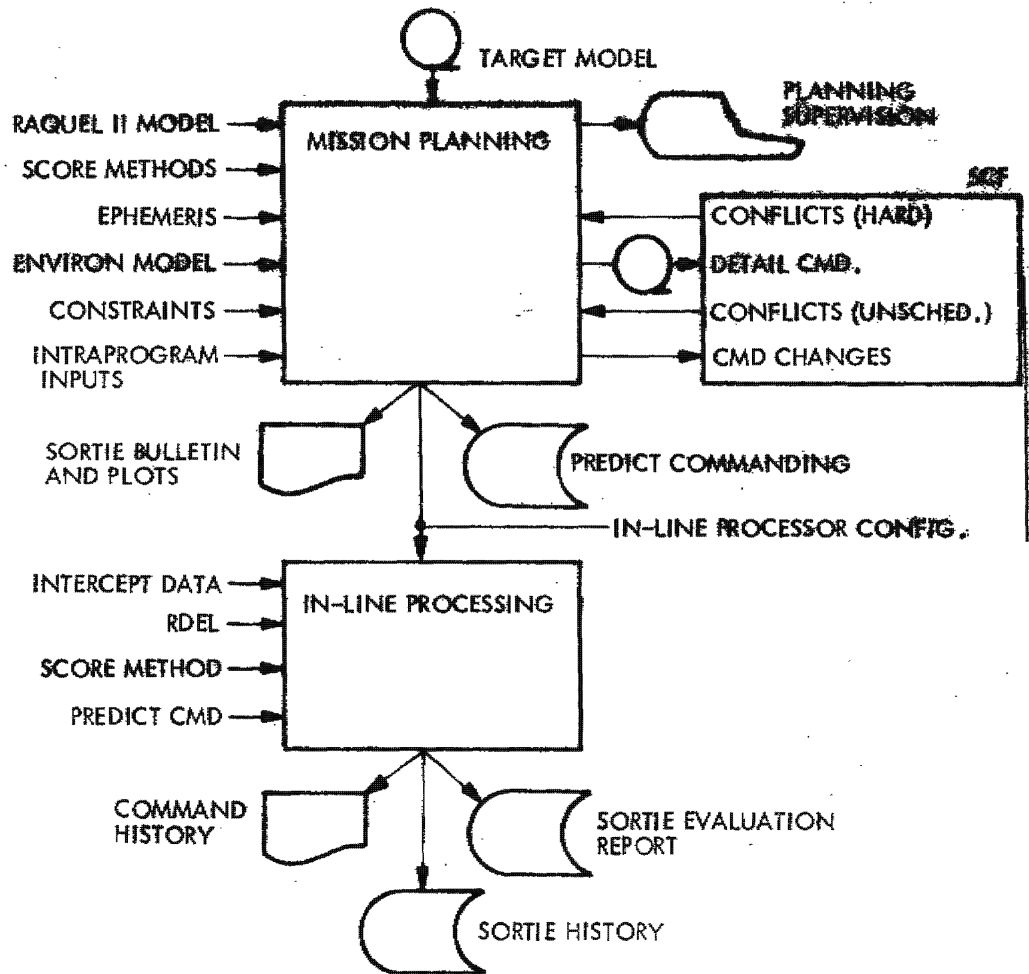 TARGET MODEL
PLANNING
SUPERVISION
RAQUEL II MODEL
MISSION PLANNING
SCORE METHODS
SCF
EPHEMERIS
CONFLICTS (HARD)
ENVIRON MODEL
DETAIL CMD.
CONSTRAINTS
CONFLICTS (UNSCHED.)
INTRAPROGRAM
INPUTS
CMD CHANGES
SORTIE BULLETIN
AND PLOTS
PREDICT COMMANDING
IN-LINE PROCESSOR CONFIG.
INTERCEPT DATA
IN-LINE PROCESSING
RDEL
SCORE METHOD
PREDICT CMD
COMMAND
HISTORY
SORTIE EVALUATION
REPORT
SORTIE HISTORY